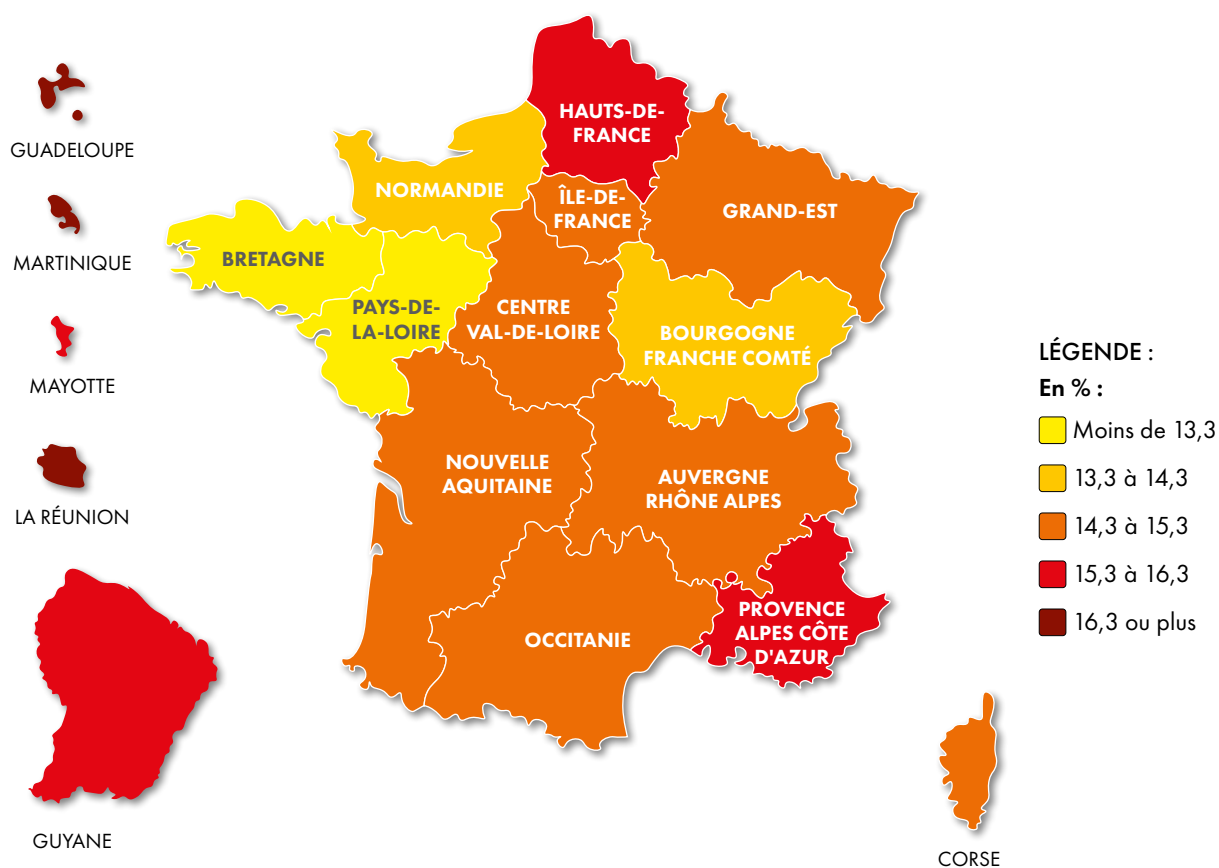 GUADELOUPE
MARTINIQUE
MAYOTTE
LA RÉUNION
GUYANE
HAUTS-DE-
FRANCE
NORMANDIE
ÎLE-DE-
FRANCE
GRAND-EST
BRETAGNE
PAYS-DE-
LA-LOIRE
CENTRE
VAL-DE-LOIRE
BOURGOGNE
FRANCHE COMTÉ
NOUVELLE
AQUITAINE
AUVERGNE
RHÔNE ALPES
OCCITANIE
PROVENCE
ALPES CÔTE
D'AZUR
CORSE
LÉGENDE :
En % :
Moins de 13,3
13,3 à 14,3
14,3 à 15,3
15,3 à 16,3
16,3 ou plus